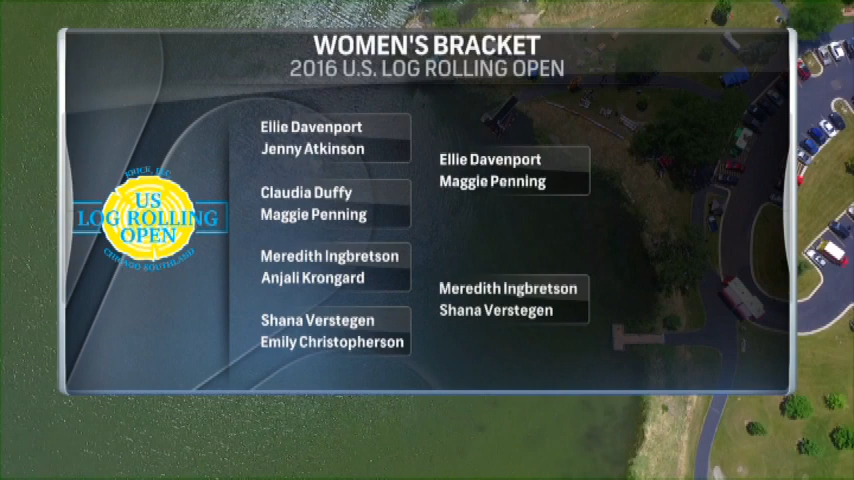 WOMEN'S BRACKET
2016 U.S. LOG ROLLING OPEN
Ellie Davenport
Jenny Atkinson
Claudia Duffy
Maggie Penning
Meredith Ingbretson
Anjali Krongard
Shana Verstegen
Emily Christopherson
Ellie Davenport
Maggie Penning
Meredith Ingbretson
Shana Verstegen
US
LOG ROLLING
OPEN
CHICAGO SOUTHLAND